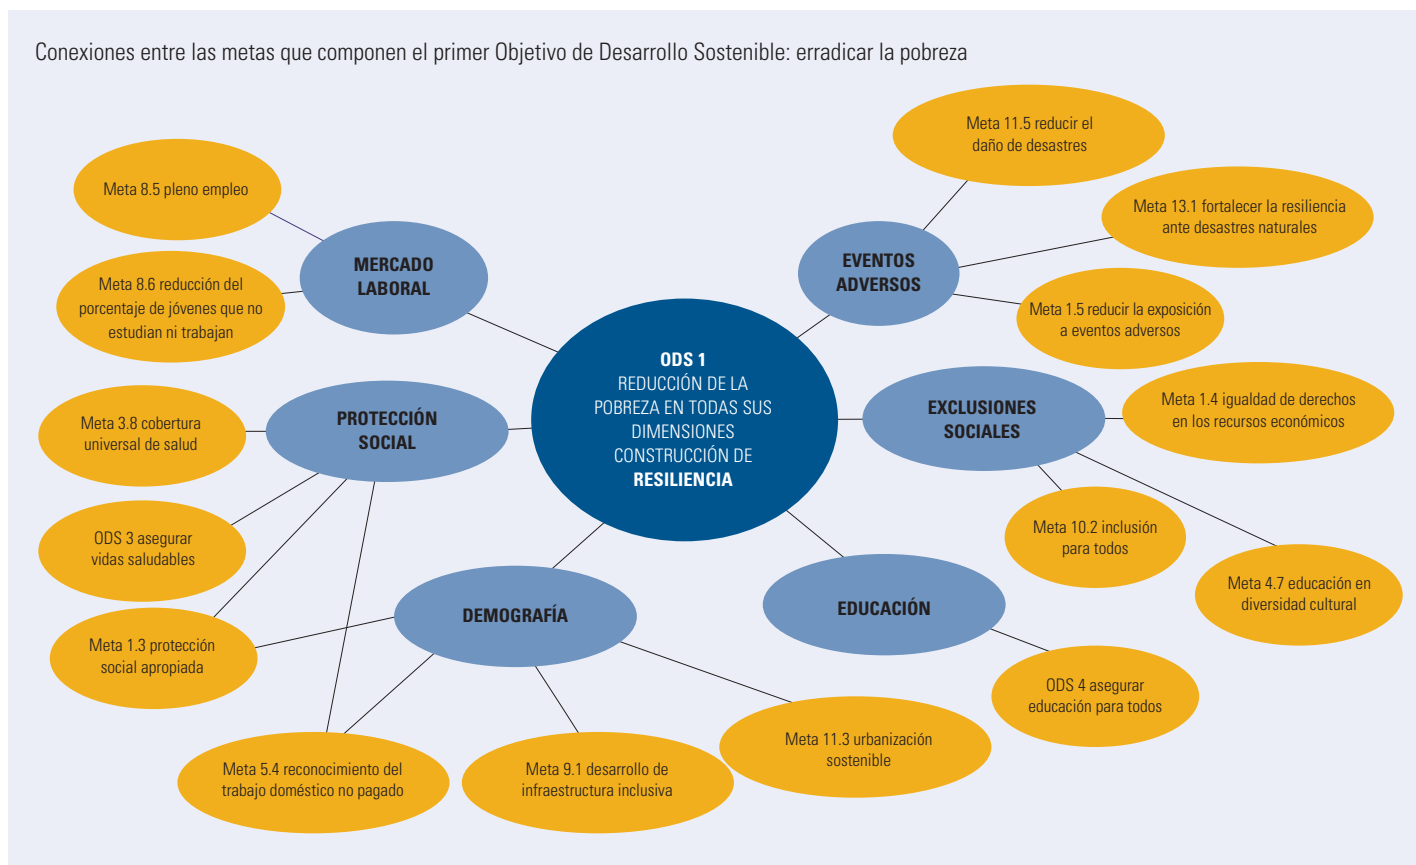 Conexiones entre las metas que componen el primer Objetivo de Desarrollo Sostenible: erradicar la pobreza
Meta 8.5 pleno empleo
Meta 8.6 reducción del
porcentaje de jóvenes que no
estudian ni trabajan
MERCADO
LABORAL
Meta 11.5 reducir el
daño de desastres
Meta 13.1 fortalecer la resiliencia
ante desastres naturales
EVENTOS
ADVERSOS
Meta 1.5 reducir la exposición
a eventos adversos
ODS 1
REDUCCIÓN DE LA
POBREZA EN TODAS SUS
DIMENSIONES
CONSTRUCCIÓN DE
RESILIENCIA
Meta 3.8 cobertura
universal de salud
PROTECCIÓN
SOCIAL
EXCLUSIONES
SOCIALES
Meta 1.4 igualdad de derechos
en los recursos económicos
ODS 3 asegurar
vidas saludables
Meta 10.2 inclusión
para todos
Meta 4.7 educación en
diversidad cultural
Meta 1.3 protección
social apropiada
DEMOGRAFÍA
EDUCACIÓN
ODS 4 asegurar
educación para todos
Meta 5.4 reconocimiento del
trabajo doméstico no pagado
Meta 9.1 desarrollo de
infraestructura inclusiva
Meta 11.3 urbanización
sostenible